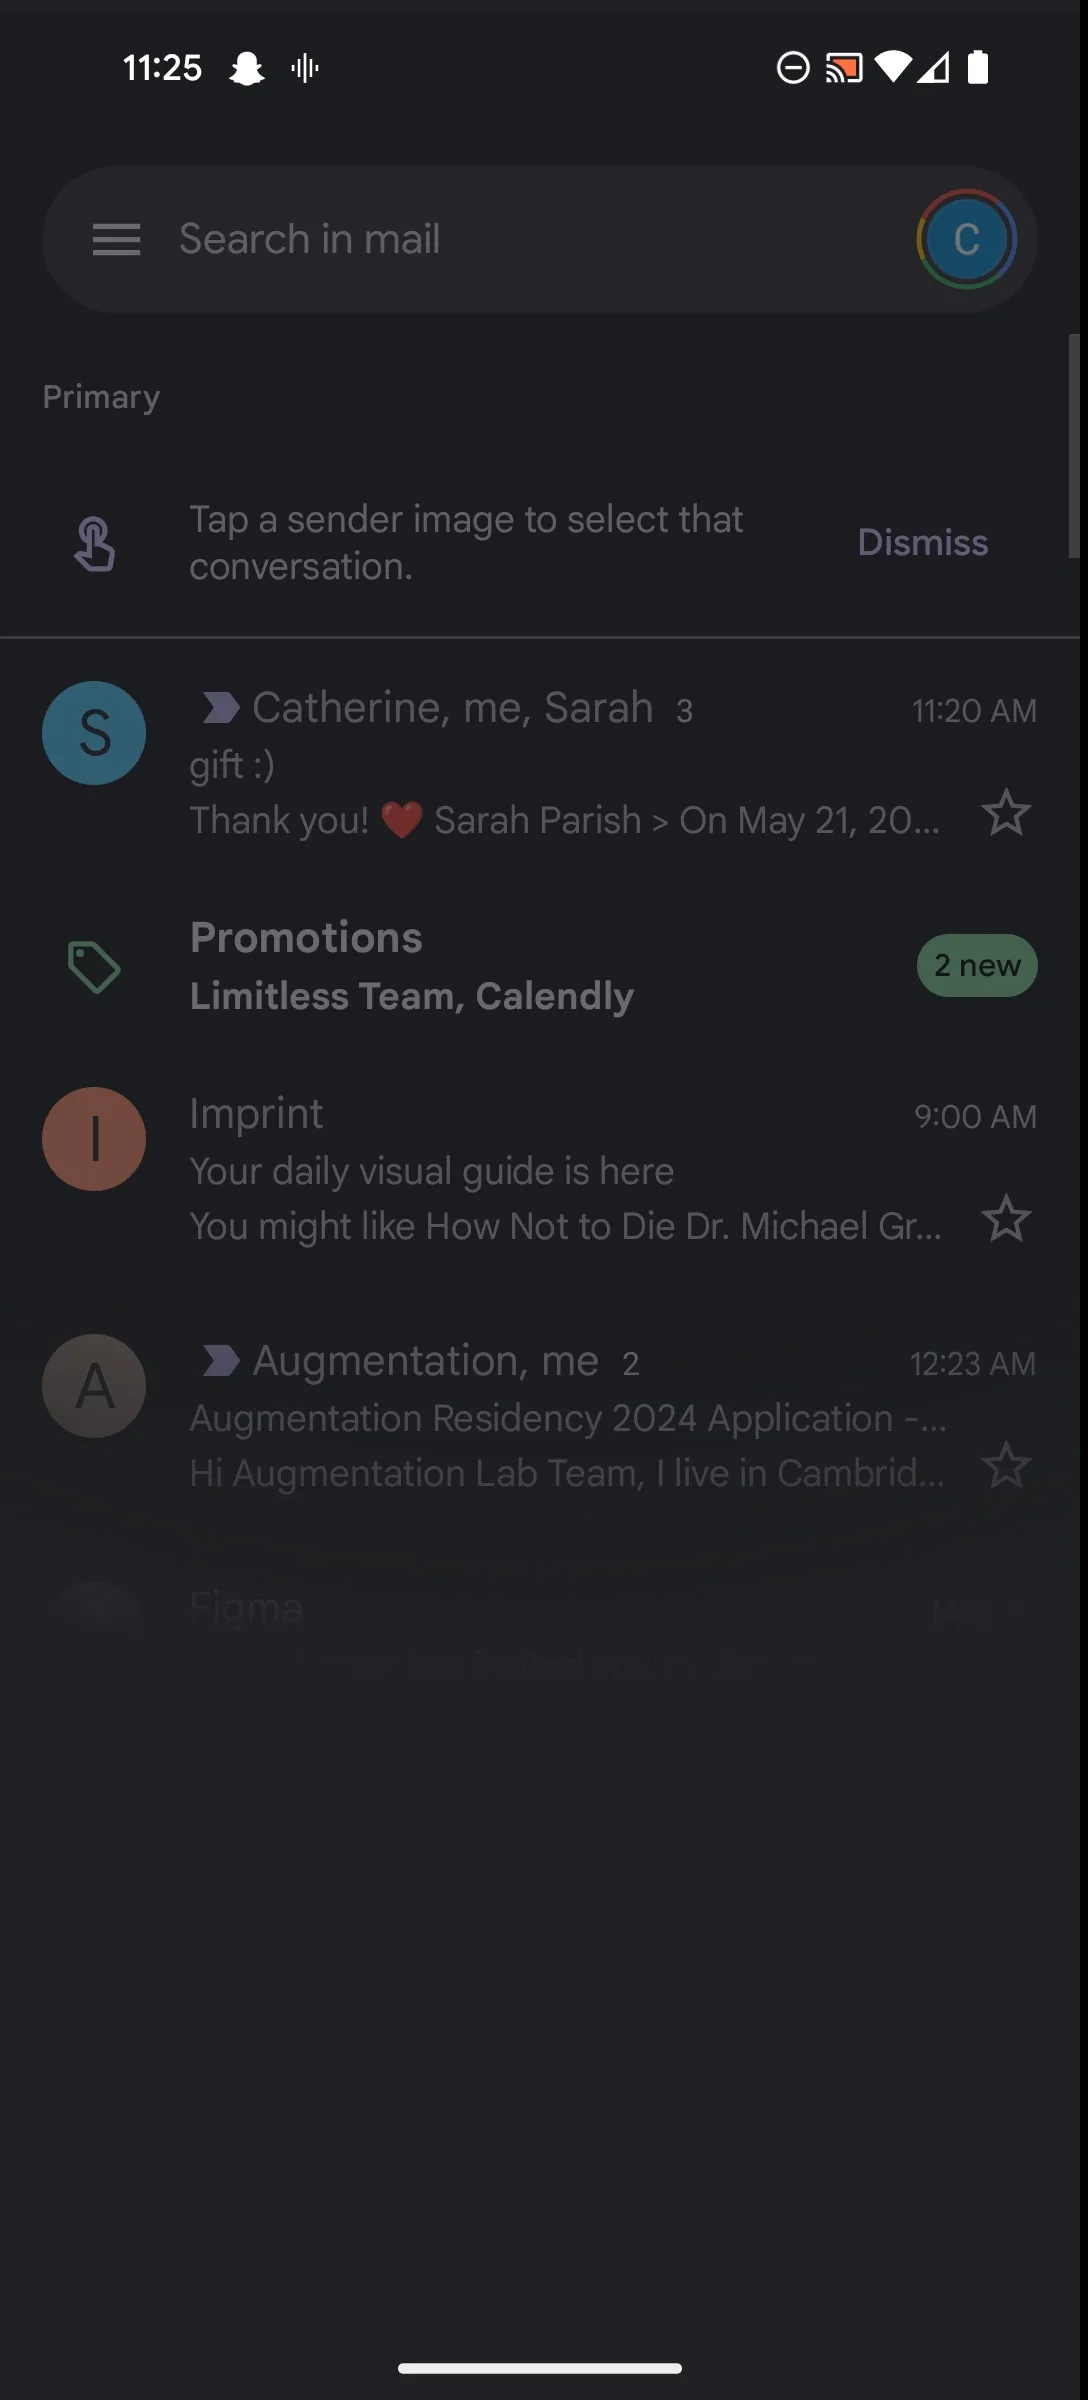 11:25
Search in mail
C
Primary
Tap a sender image to select that
conversation.
Dismiss
S
Catherine, me, Sarah 3
11:20 AM
gift :)
Thank you! ❤️ Sarah Parish > On May 21, 20...
Promotions
2 new
Limitless Team, Calendly
I
Imprint
9:00 AM
Your daily visual guide is here
You might like How Not to Die Dr. Michael Gr...
A
Augmentation, me 2
12:23 AM
Augmentation Residency 2024 Application -...
Hi Augmentation Lab Team, I live in Cambrid...
Figma
has invited